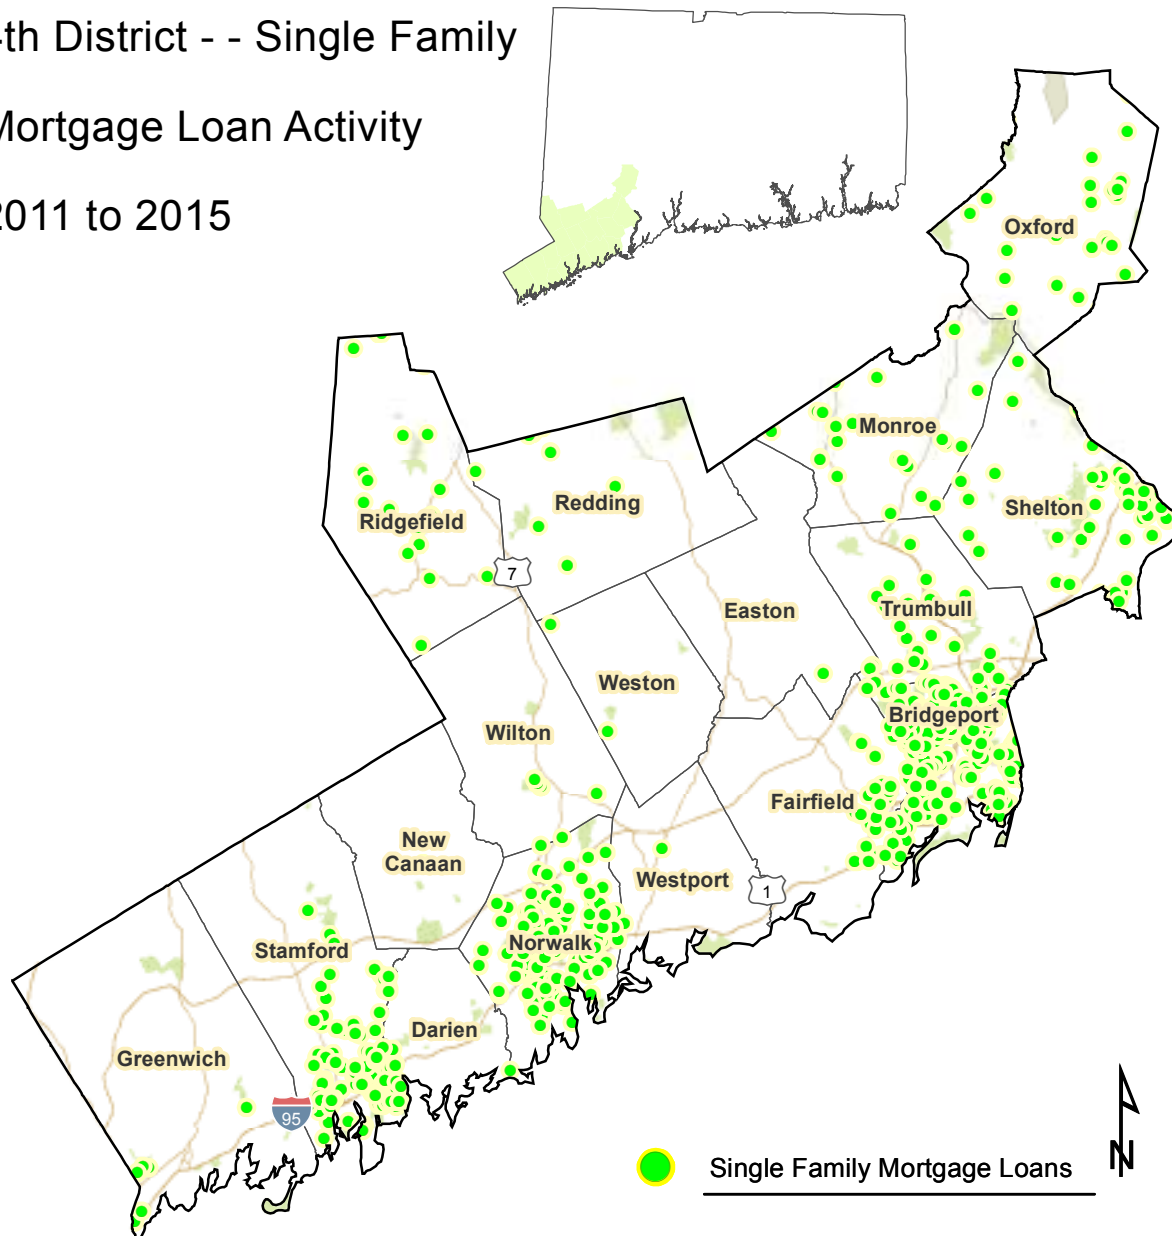 -th District - - Single Family
Mortgage Loan Activity
2011 to 2015
Oxford
Monroe
Shelton
Redding
Ridgefield
7
Easton
Trumbull
Weston
Bridgeport
Wilton
Fairfield
New
Canaan
Westport
1
Norwalk
Stamford
Darien
Greenwich
95
Single Family Mortgage Loans
N